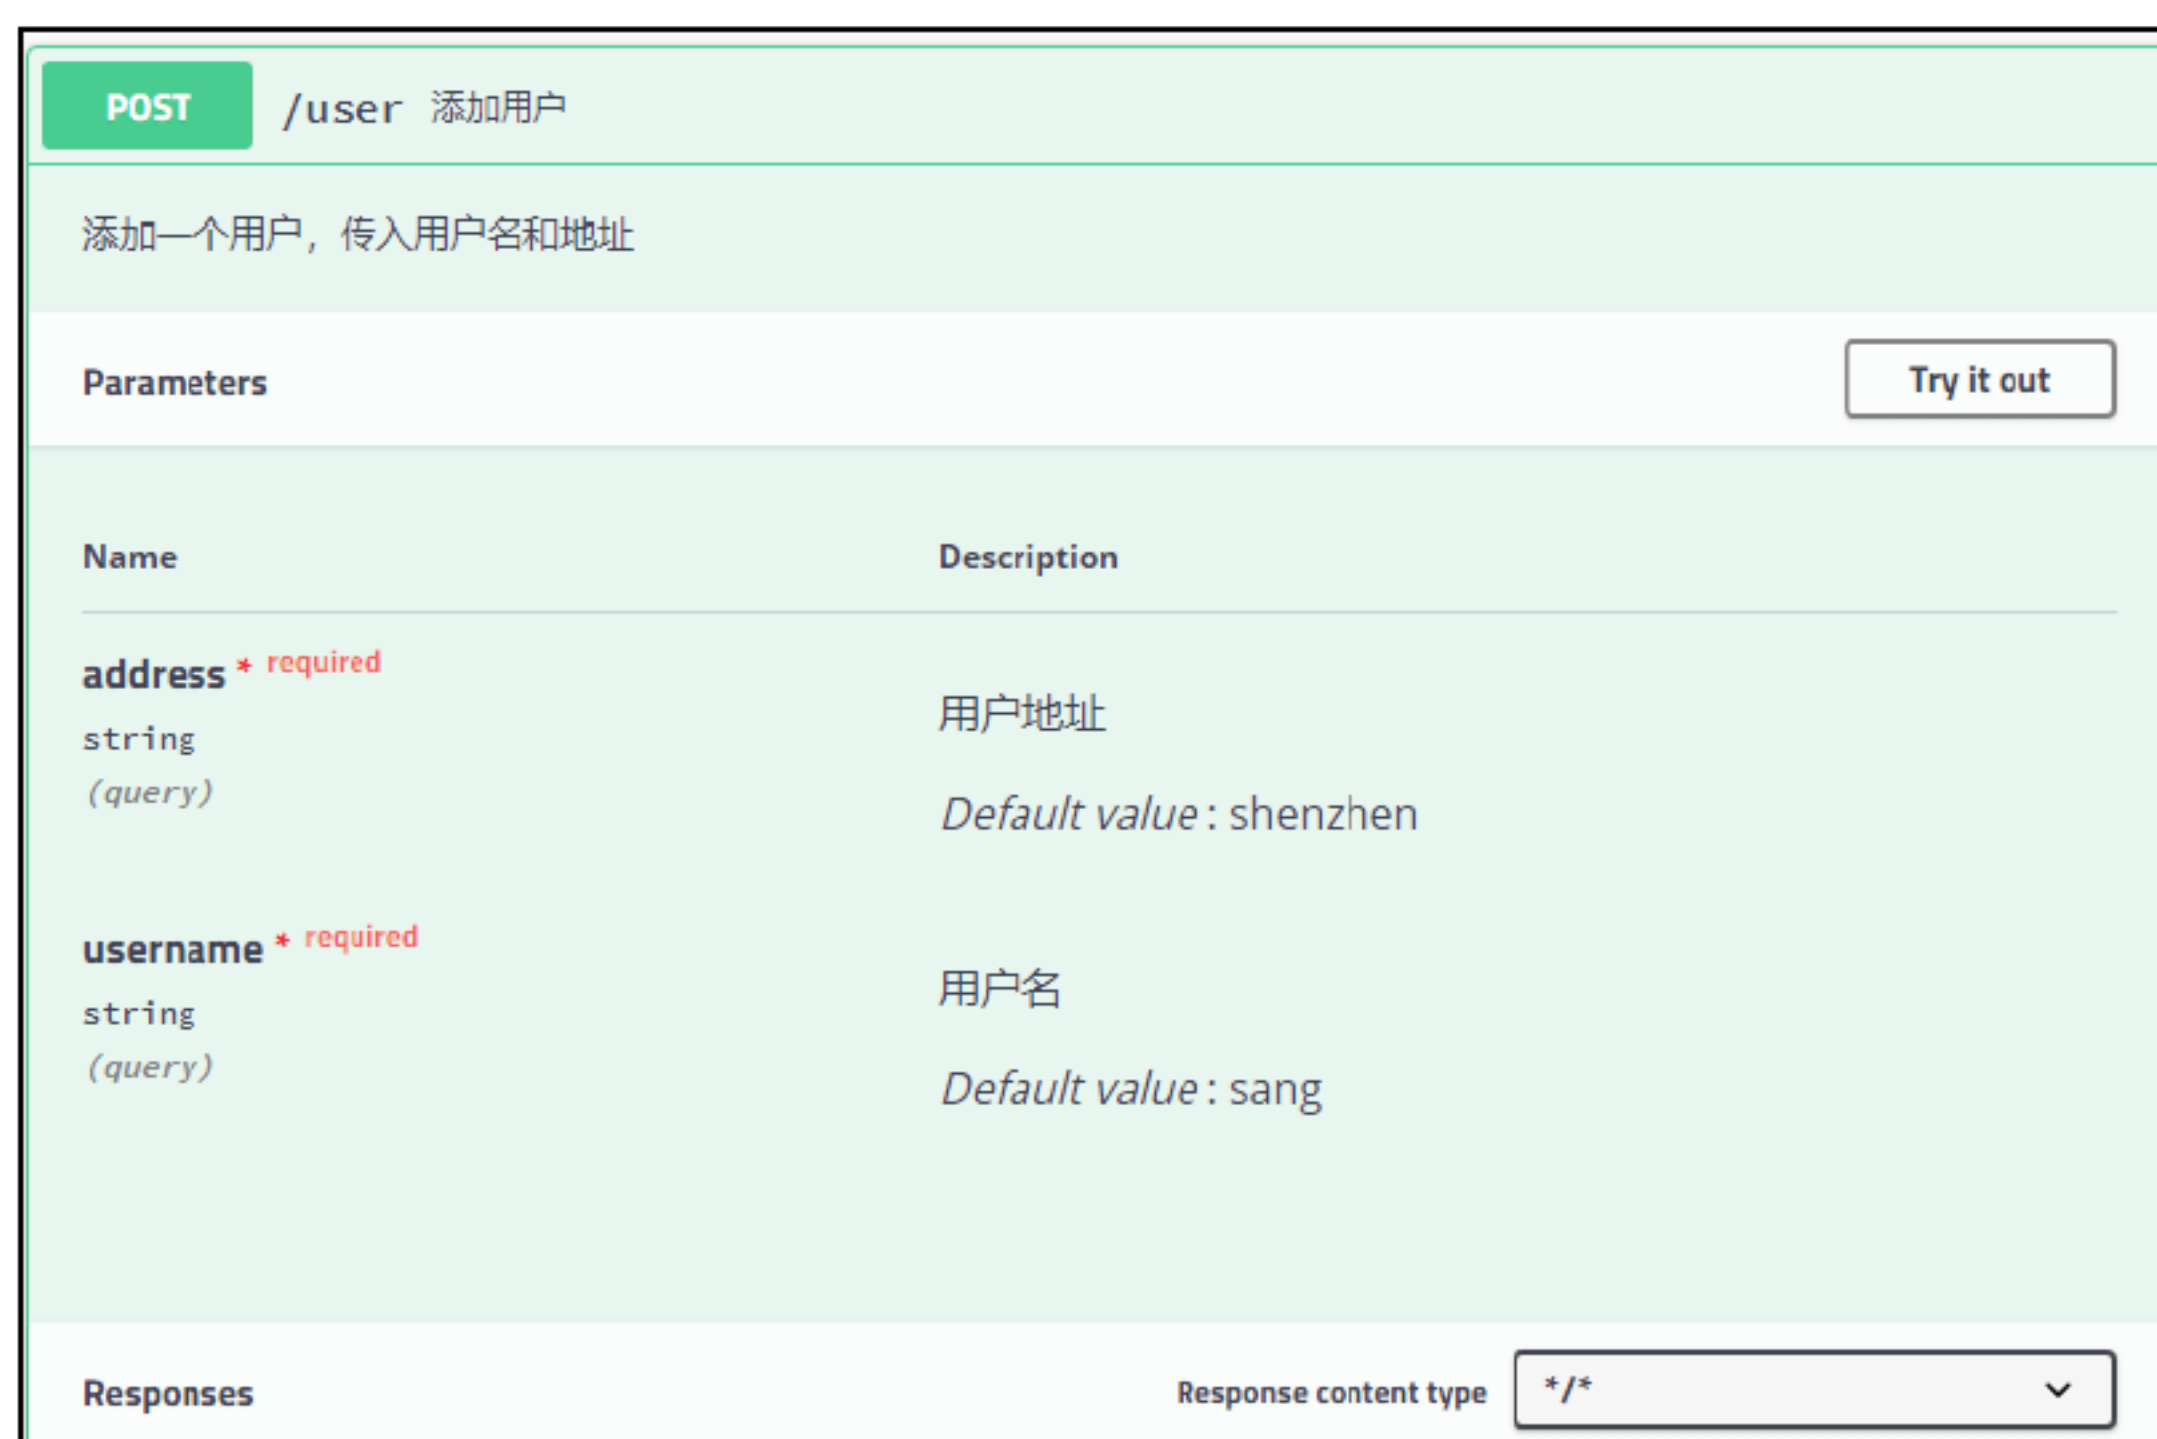 POST /user 添加用户
添加一个用户，传入用户名和地址
Parameters Try it out
Name Description
address * required
string
(query)
用户地址
Default value : shenzhen
username * required
string
(query)
用户名
Default value : sang
Responses Response content type */*